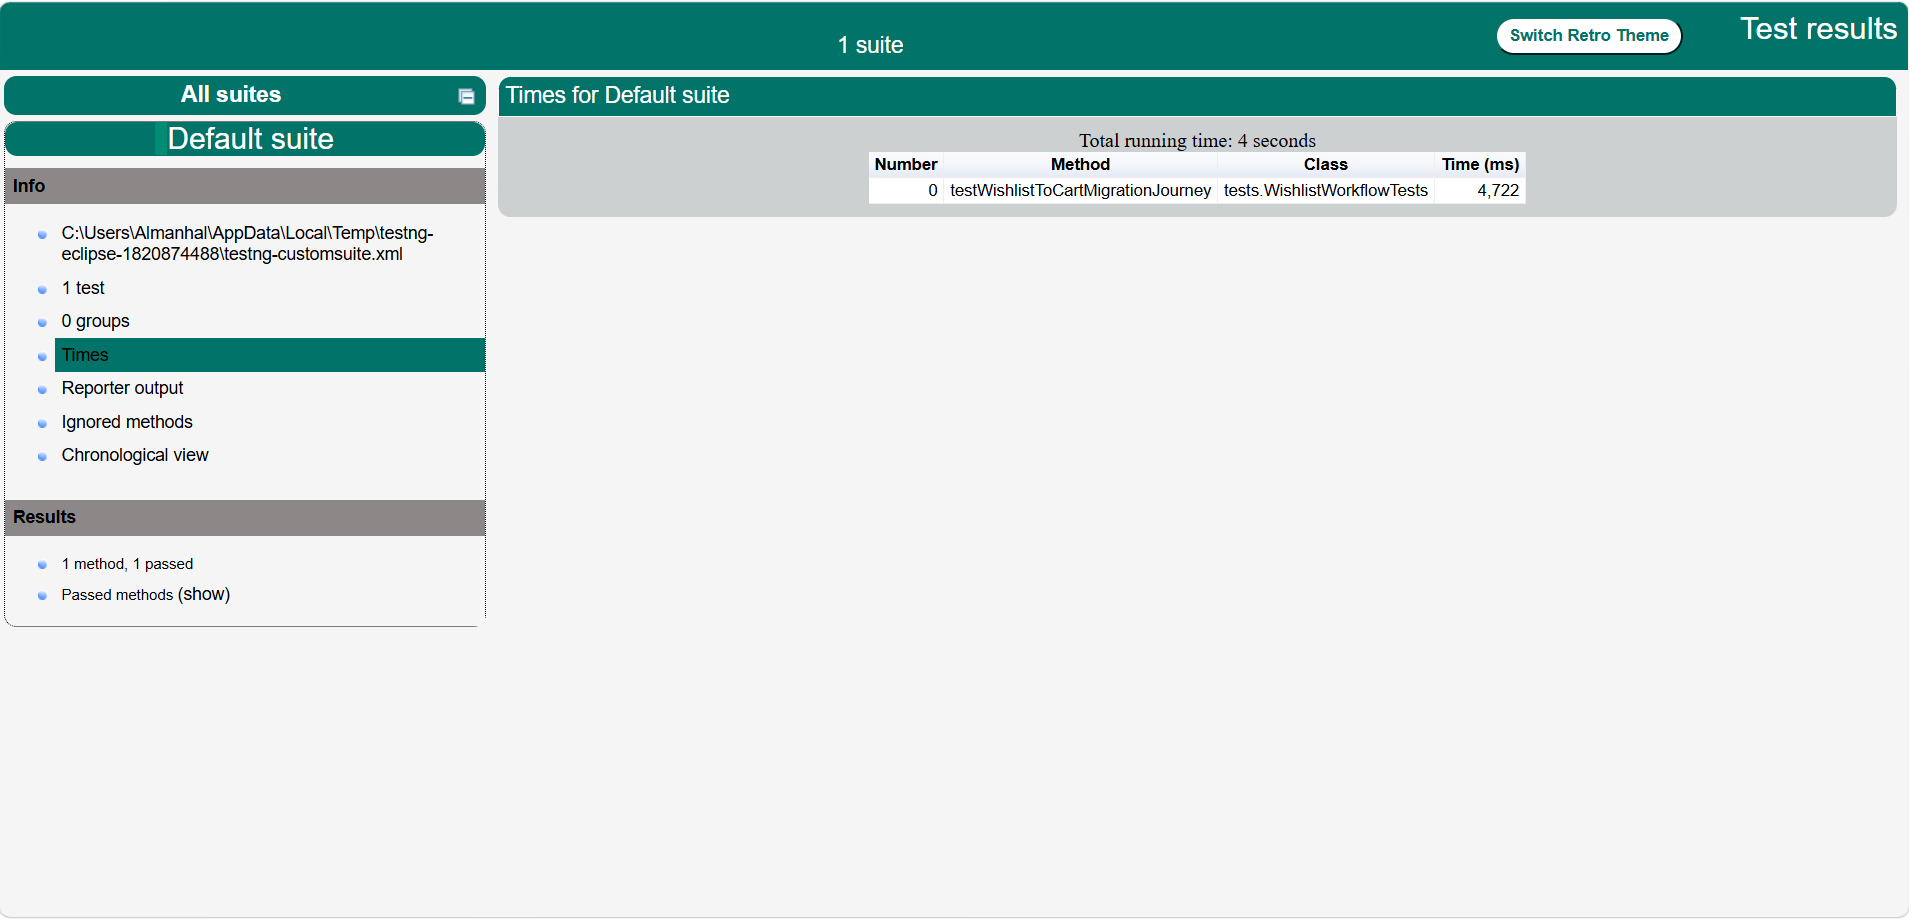 1 suite
Switch Retro Theme
Test results
All suites
Default suite
Info
C:\Users\Almanhal\AppData\Local\Temp\testng-
eclipse-1820874488\testng-customsuite.xml
1 test
0 groups
Times
Reporter output
Ignored methods
Chronological view
Results
1 method, 1 passed
Passed methods (show)
Times for Default suite
Total running time: 4 seconds
Number Method Class Time (ms)
0 testWishlistToCartMigrationJourney tests.WishlistWorkflowTests 4,722